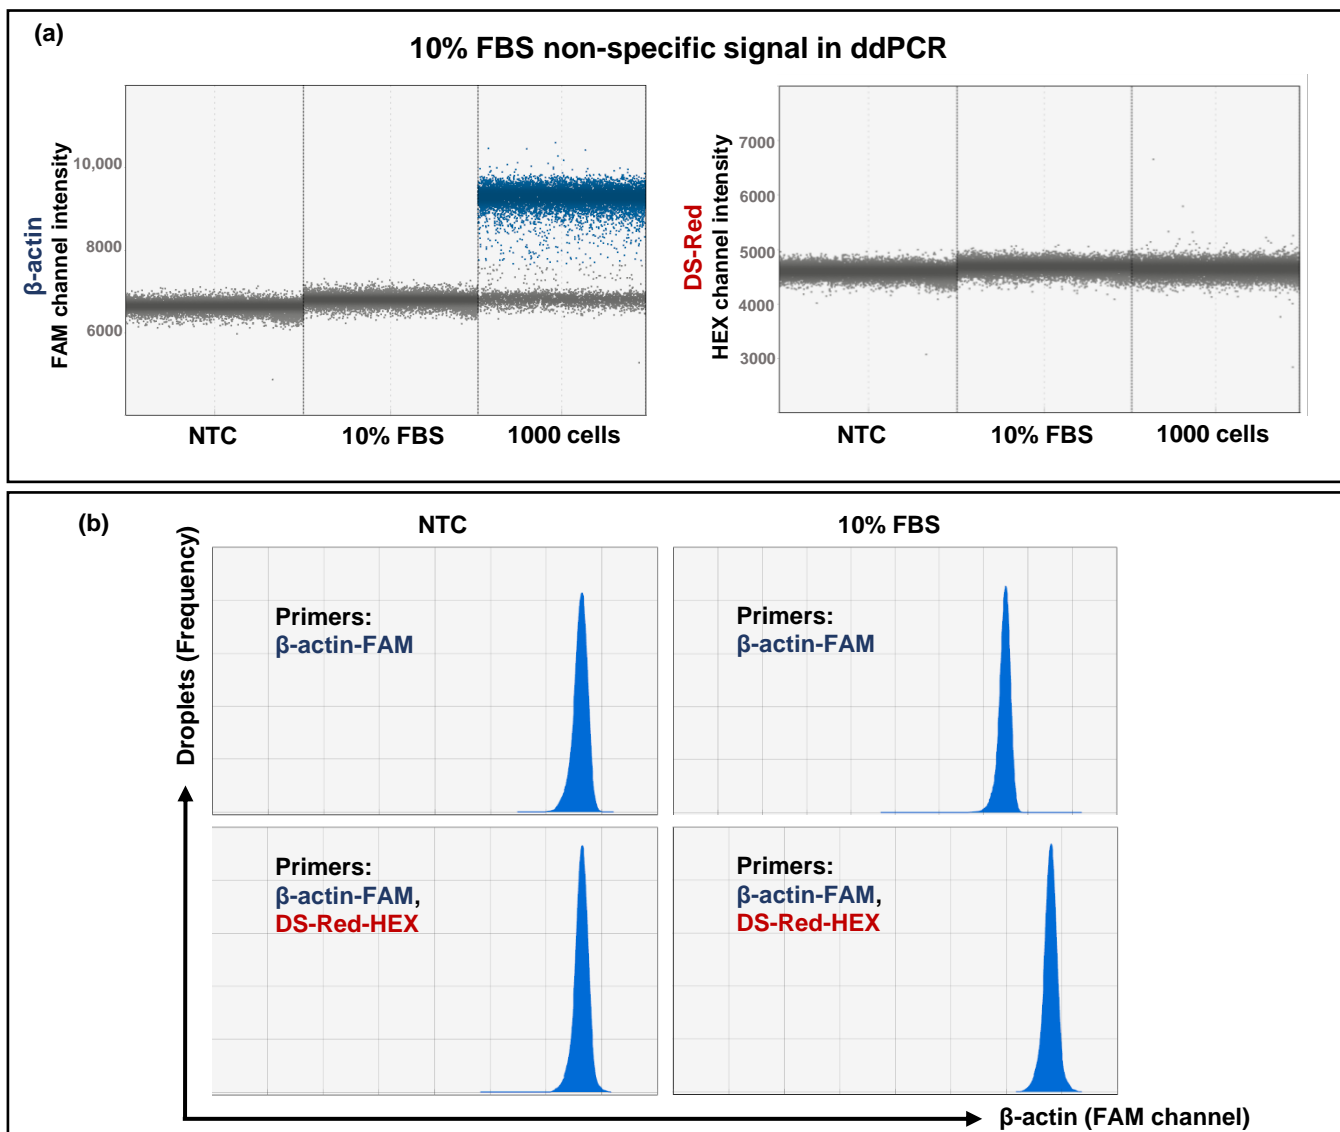 (a)
10% FBS non-specific signal in ddPCR
β-actin
FAM channel intensity
10,000
8000
6000
NTC
10% FBS
1000 cells
DS-Red
HEX channel intensity
7000
6000
5000
4000
3000
NTC
10% FBS
1000 cells
(b)
NTC
10% FBS
Droplets (Frequency)
Primers:
β-actin-FAM
Primers:
β-actin-FAM
Primers:
β-actin-FAM,
DS-Red-HEX
Primers:
β-actin-FAM,
DS-Red-HEX
β-actin (FAM channel)